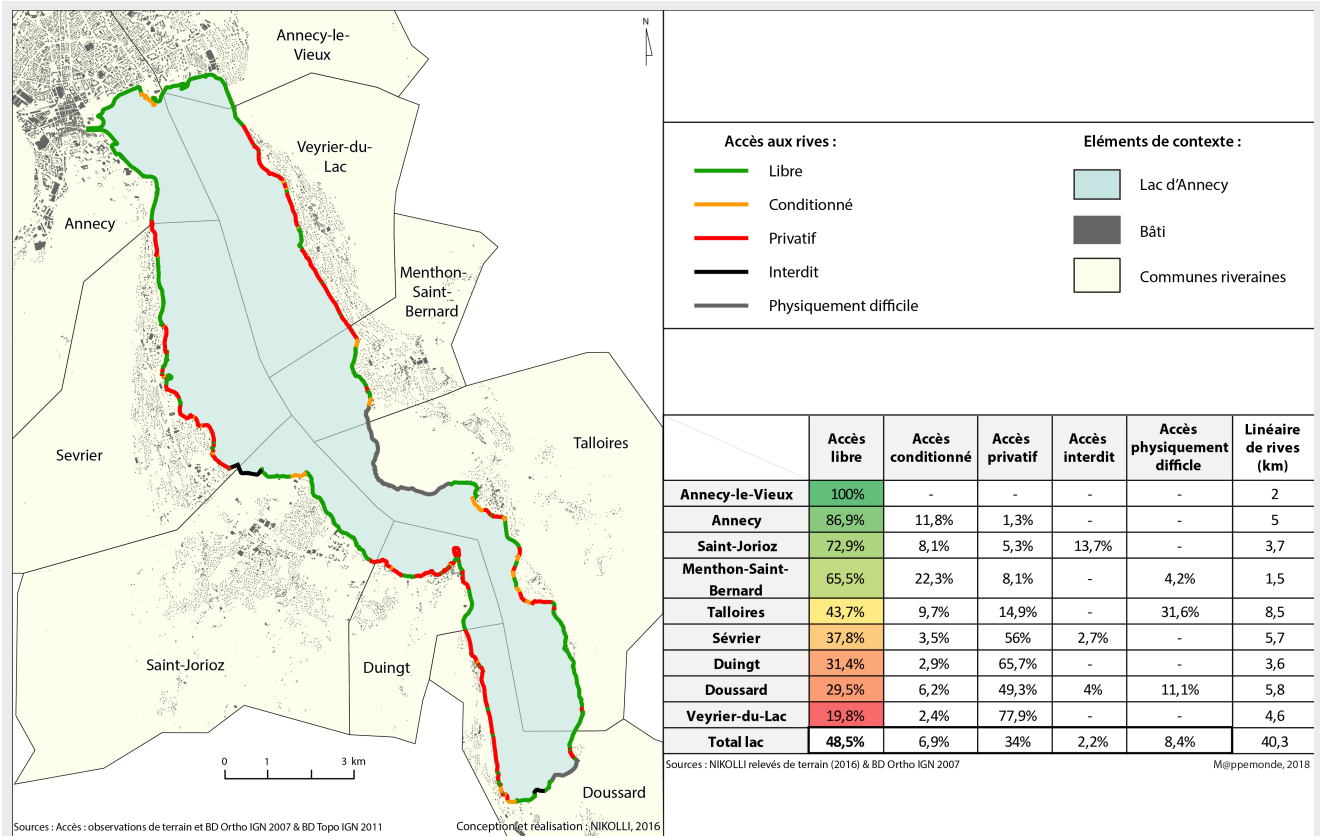 Annecy-le-
Vieux
N
Veyrier-du-
Lac
Annecy
Menthon-
Saint-
Bernard
Sevrier
Talloires
Saint-Jorioz
Duingt
Doussard
0 1 3 km
Sources : Accès : observations de terrain et BD Ortho IGN 2007 & BD Topo IGN 2011
Conception et réalisation : NIKOLLI, 2016
Accès aux rives :
Libre
Conditionné
Privatif
Interdit
Physiquement difficile
Eléments de contexte :
Lac d'Annecy
Bâti
Communes riveraines
Accès libre Accès conditionné Accès privatif Accès interdit Accès physiquement difficle Linéaire de rives (km)
Annecy-le-Vieux 100% - - - - 2
Annecy 86,9% 11,8% 1,3% - - 5
Saint-Jorioz 72,9% 8,1% 5,3% 13,7% - 3,7
Menthon-Saint-Bernard 65,5% 22,3% 8,1% - 4,2% 1,5
Talloires 43,7% 9,7% 14,9% - 31,6% 8,5
Sévrier 37,8% 3,5% 56% 2,7% - 5,7
Duingt 31,4% 2,9% 65,7% - - 3,6
Doussard 29,5% 6,2% 49,3% 4% 11,1% 5,8
Veyrier-du-Lac 19,8% 2,4% 77,9% - - 4,6
Total lac 48,5% 6,9% 34% 2,2% 8,4% 40,3
Sources : NIKOLLI relevés de terrain (2016) & BD Ortho IGN 2007
M@ppemonde, 2018